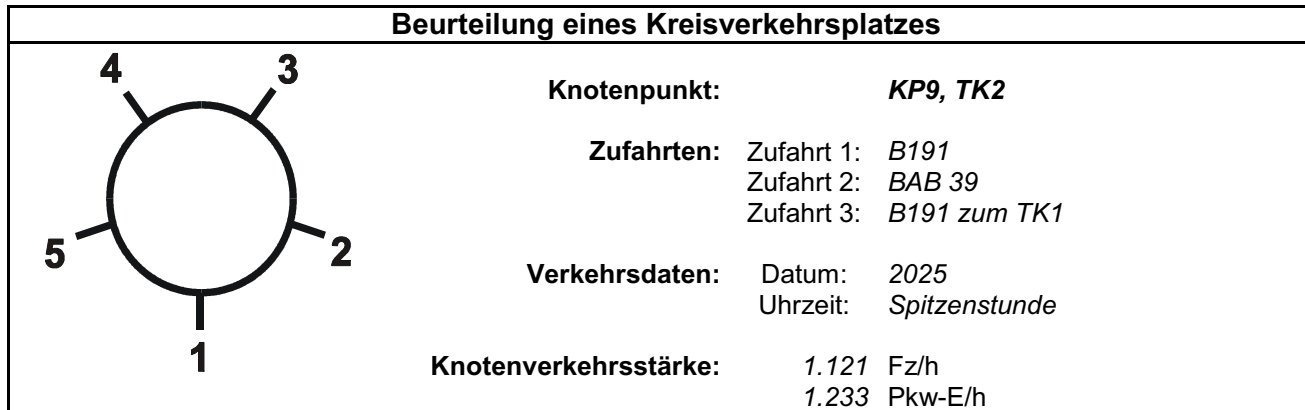 Beurteilung eines Kreisverkehrsplatzes
4 3
5 2
1
Knotenpunkt: KP9, TK2
Zufahrten: Zufahrt 1: B191
Zufahrt 2: BAB 39
Zufahrt 3: B191 zum TK1
Verkehrsdaten: Datum: 2025
Uhrzeit: Spitzenstunde
Knotenverkehrsstärke: 1.121 Fz/h
1.233 Pkw-E/h